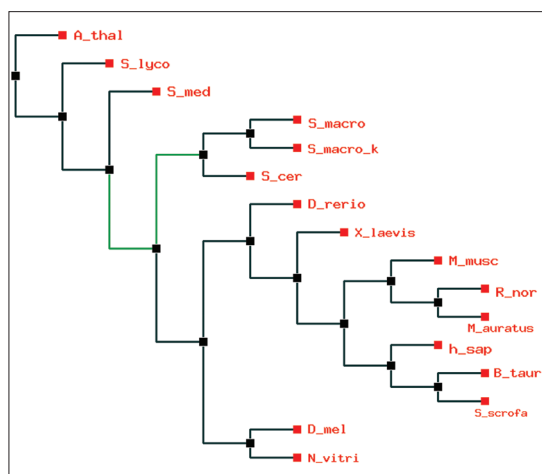 A_thal
S_lyco
S_med
S_macro
S_macro_k
S_cer
D_rerio
X_laevis
M_musc
R_nor
M_auratus
h_sap
B_taur
S_scrofa
D_mel
N_vitri